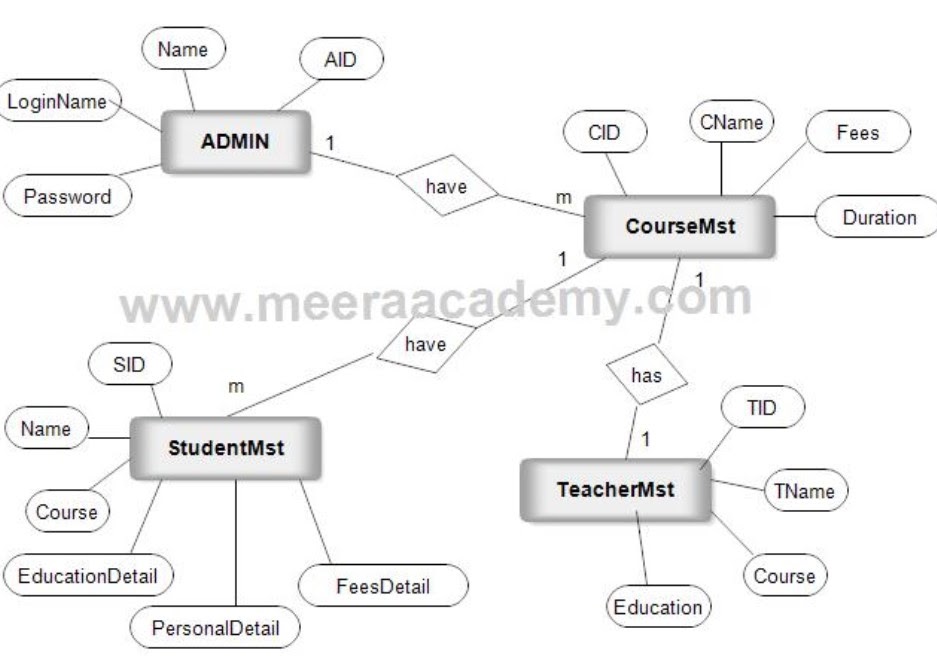 Name
AID
LoginName
ADMIN
CName
CID
Fees
1
have
Password
m
Duration
CourseMst
1
1
www.meeraacademy.com
have
SID
has
m
TID
Name
1
StudentMst
TeacherMst
TName
Course
EducationDetail
Course
FeesDetail
Education
PersonalDetail